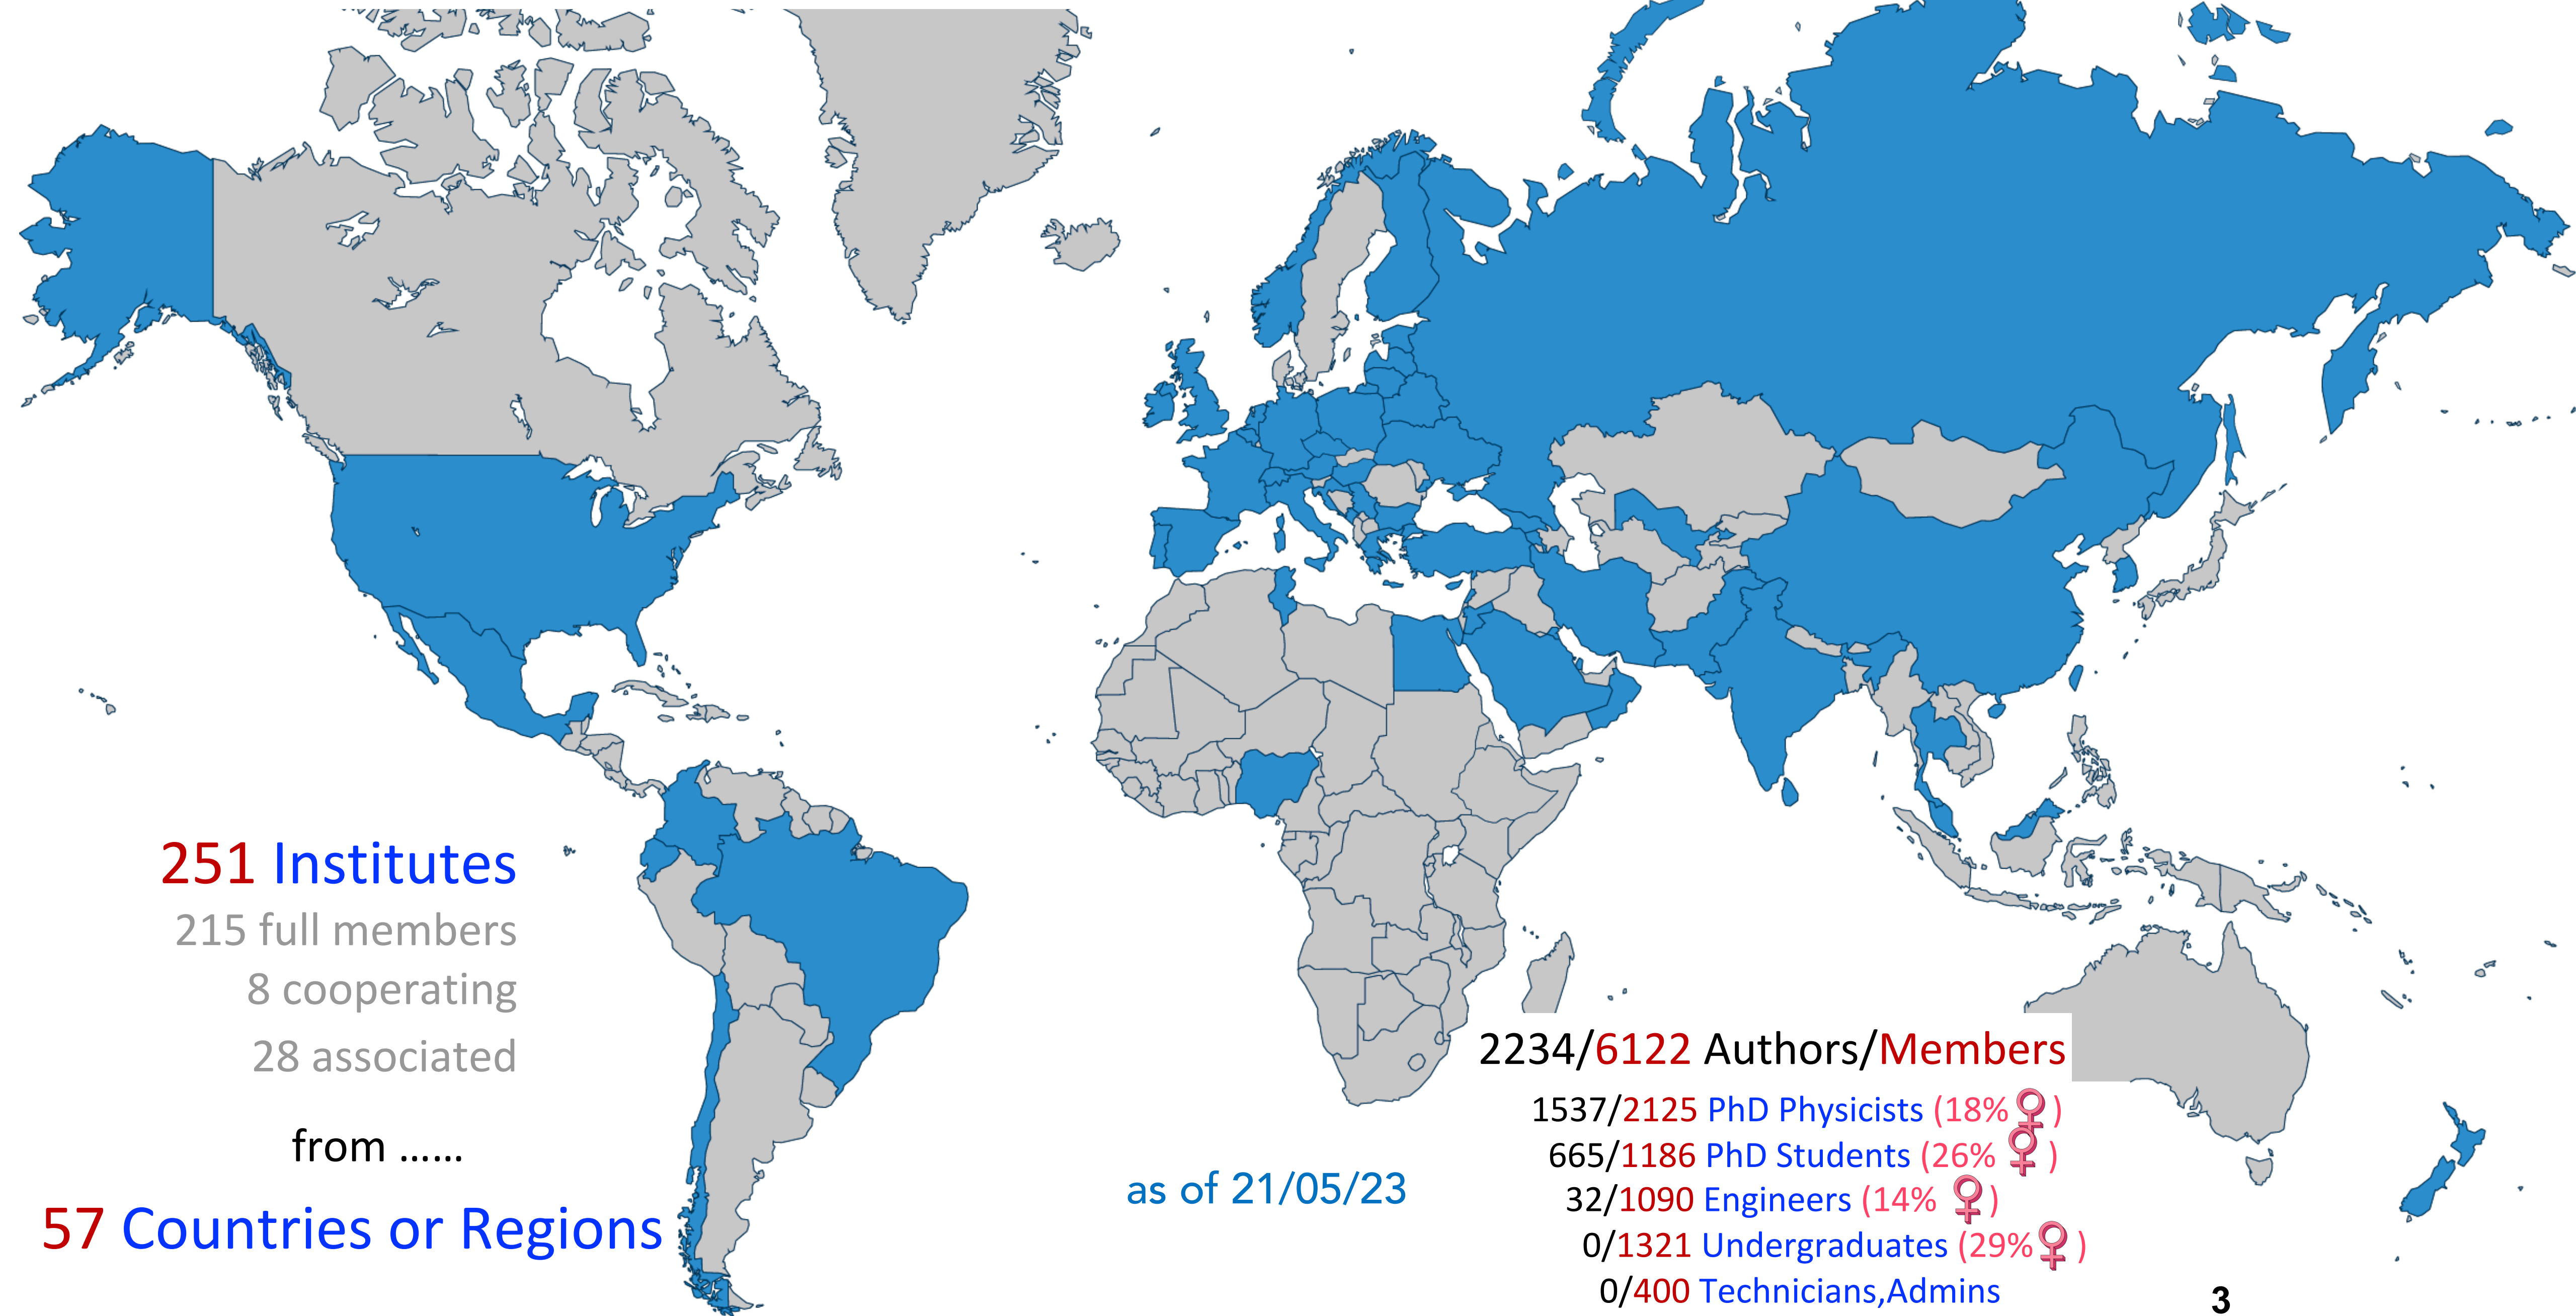 251 Institutes
215 full members
8 cooperating
28 associated
from ......
57 Countries or Regions
as of 21/05/23
2234/6122 Authors/Members
1537/2125 PhD Physicists (18%♀)
665/1186 PhD Students (26% ♀)
32/1090 Engineers (14% ♀)
0/1321 Undergraduates (29%♀)
0/400 Technicians,Admins
3